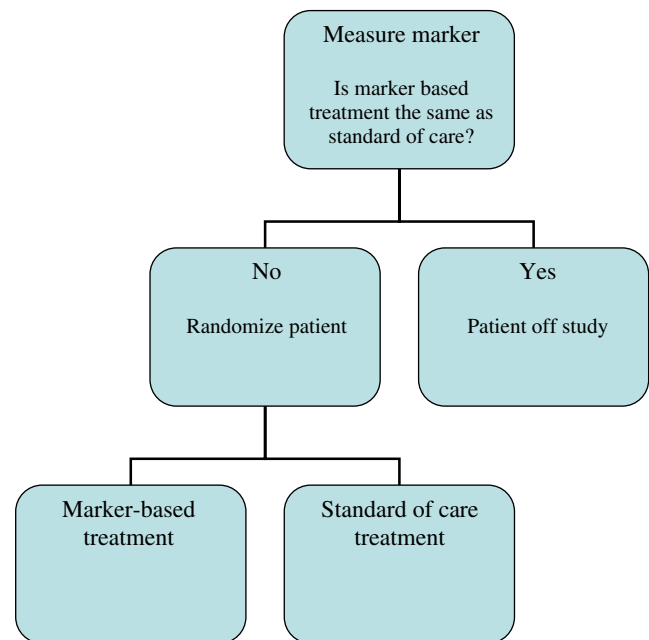 Measure marker
Is marker based
treatment the same as
standard of care?
No
Randomize patient
Yes
Patient off study
Marker-based
treatment
Standard of care
treatment